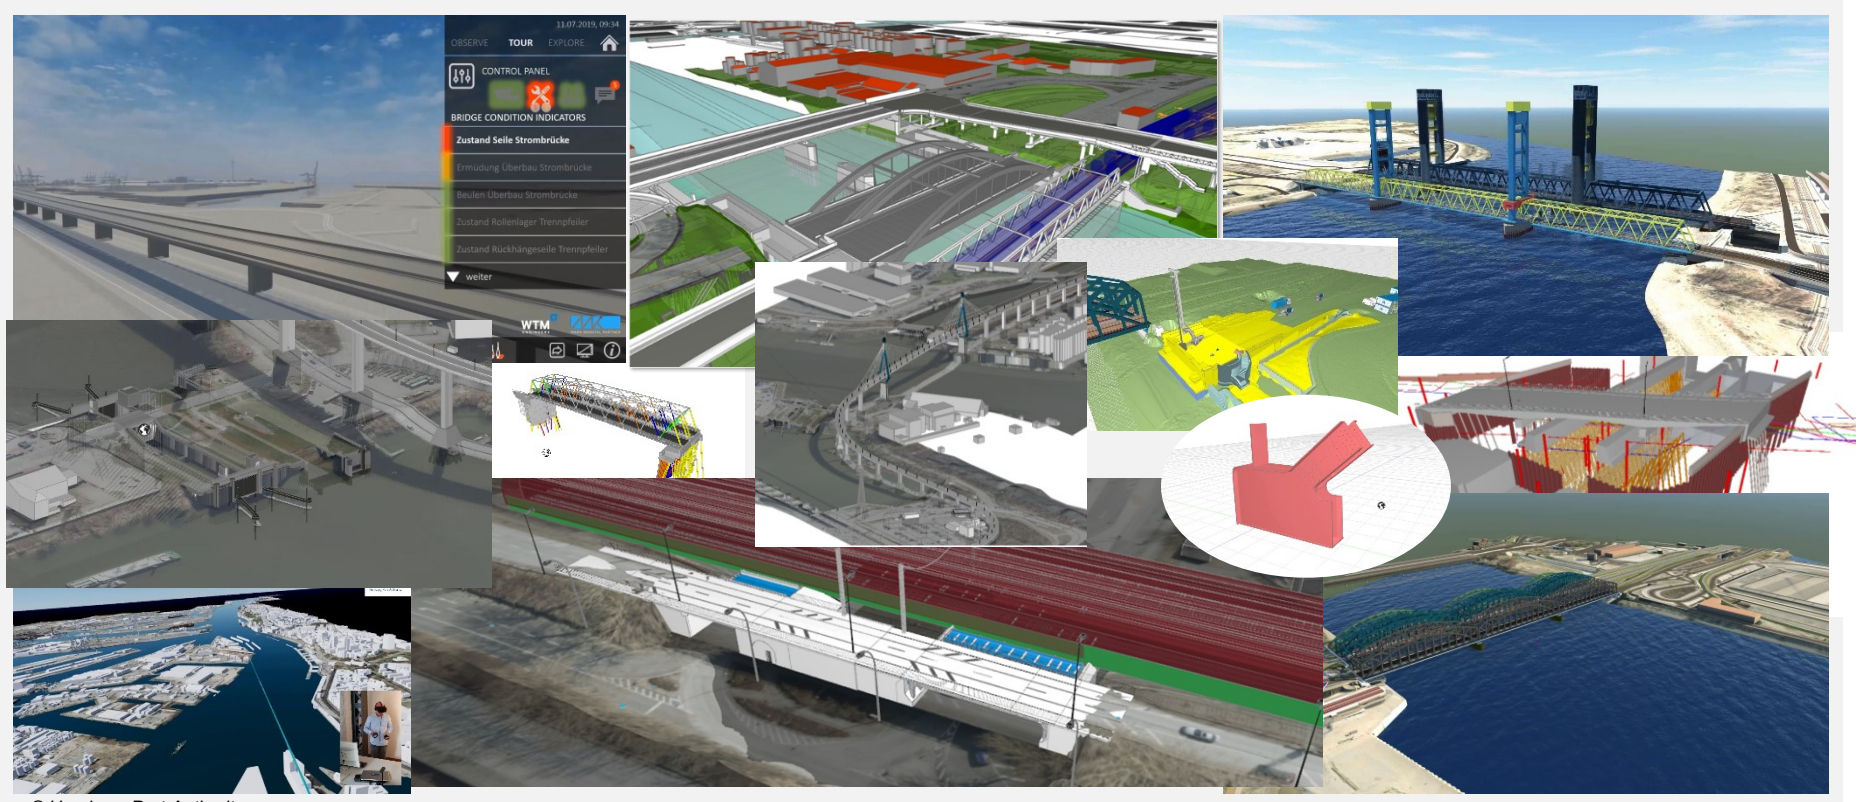 11.07.2019, 09:34
OBSERVE TOUR EXPLORE
CONTROL PANEL
BRIDGE CONDITION INDICATORS
Zustand Seile Strombrücke
Ermüdung Überbau Strombrücke
Beulen Überbau Strombrücke
Zustand Rollenlager Trennpfeiler
Zustand Rückhängeseile Trennpfeiler
weiter
WTM
ENGINEERS